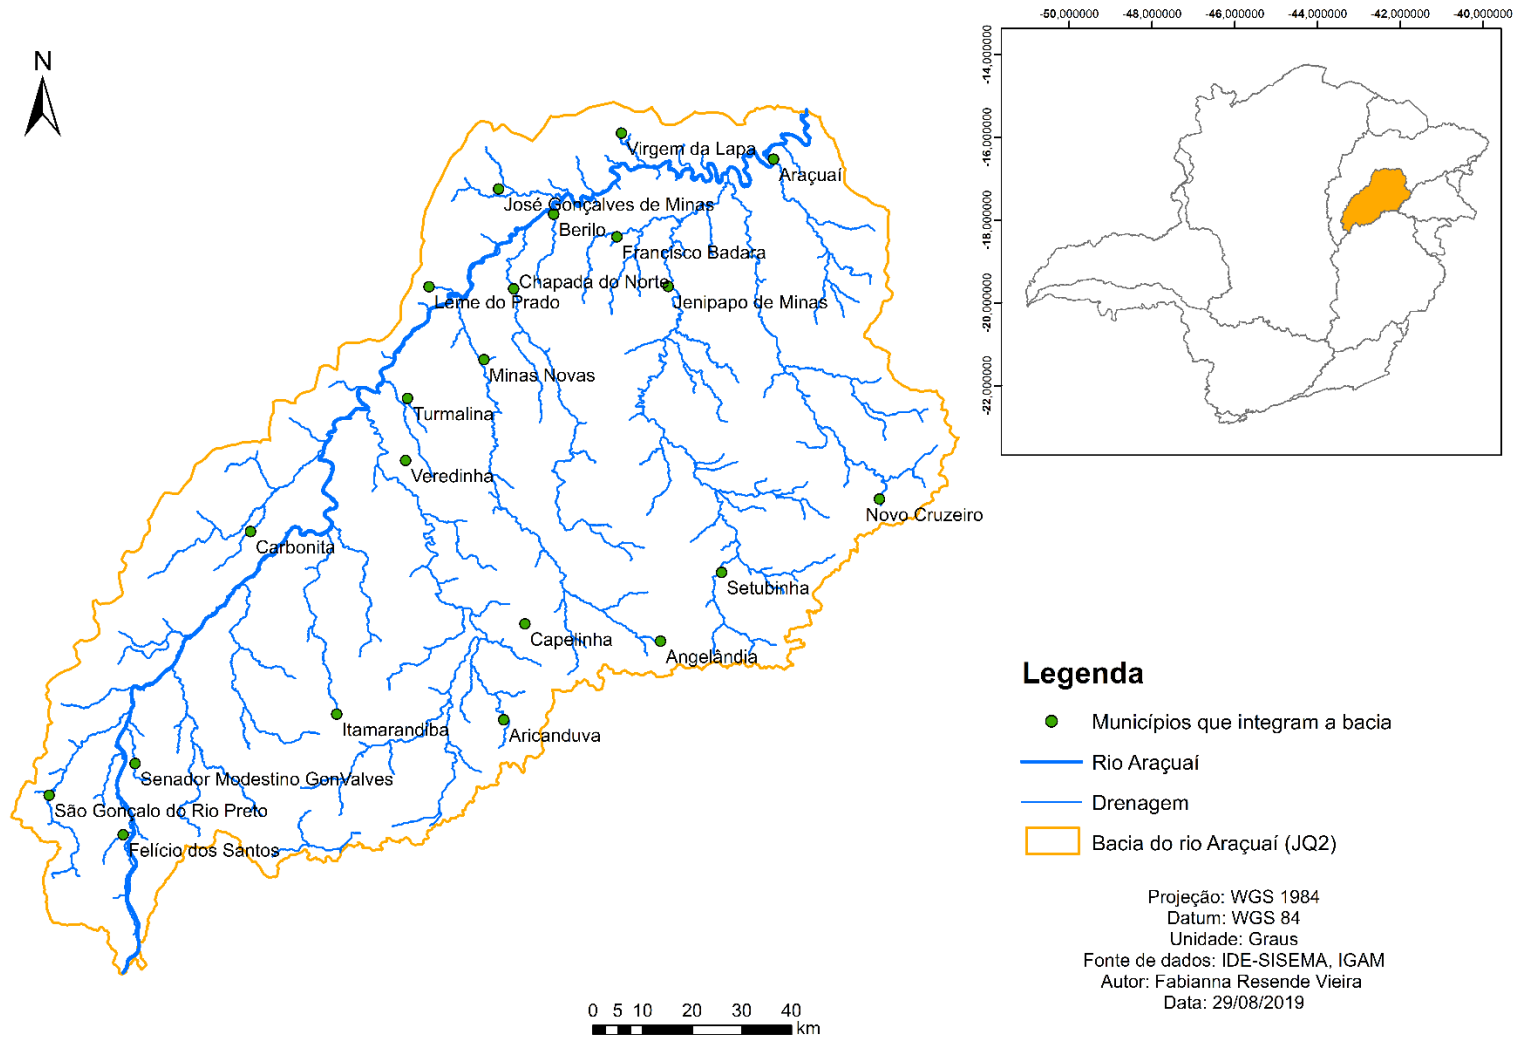 -50,000000 -48,000000 -46,000000 -44,000000 -42,000000 -40,000000
-14,000000
-16,000000
-18,000000
-20,000000
-22,000000
N
Virgem da Lapa
Araçuaí
José Gonçalves de Minas
Berilo
Francisco Badara
Chapada do Norte
Leme do Prado
Jenipapo de Minas
Minas Novas
Turmalina
Veredinha
Novo Cruzeiro
Carbonita
Setubinha
Capelinha
Angelândia
Itamarandiba
Aricanduva
Senador Modestino Gonvalves
São Gonçalo do Rio Preto
Felício dos Santos
Legenda
Municípios que integram a bacia
Rio Araçuaí
Drenagem
Bacia do rio Araçuaí (JQ2)
Projeção: WGS 1984
Datum: WGS 84
Unidade: Graus
Fonte de dados: IDE-SISEMA, IGAM
Autor: Fabianna Resende Vieira
Data: 29/08/2019
0 5 10 20 30 40
km